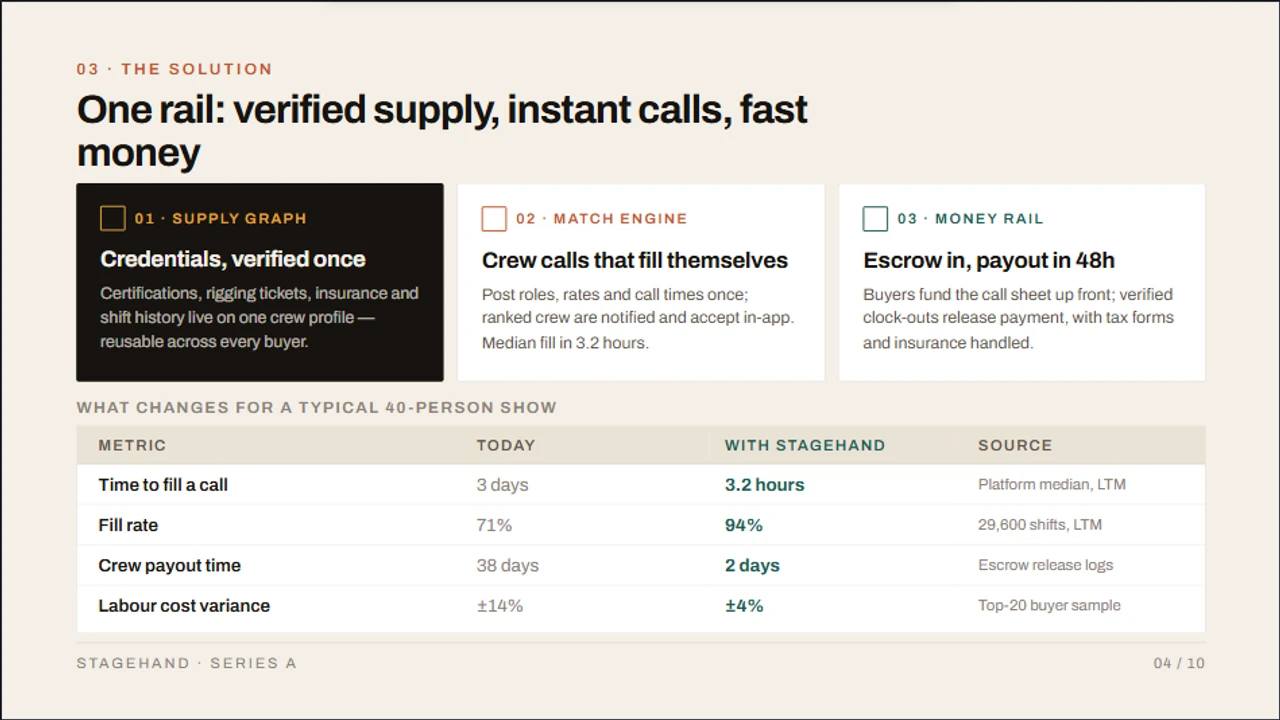 03 · THE SOLUTION
One rail: verified supply, instant calls, fast
money
01 · SUPPLY GRAPH
Credentials, verified once
Certifications, rigging tickets, insurance and
shift history live on one crew profile —
reusable across every buyer.
02 · MATCH ENGINE
Crew calls that fill themselves
Post roles, rates and call times once;
ranked crew are notified and accept in-app.
Median fill in 3.2 hours.
03 · MONEY RAIL
Escrow in, payout in 48h
Buyers fund the call sheet up front; verified
clock-outs release payment, with tax forms
and insurance handled.
WHAT CHANGES FOR A TYPICAL 40-PERSON SHOW
METRIC TODAY WITH STAGEHAND SOURCE
Time to fill a call 3 days 3.2 hours Platform median, LTM
Fill rate 71% 94% 29,600 shifts, LTM
Crew payout time 38 days 2 days Escrow release logs
Labour cost variance ±14% ±4% Top-20 buyer sample
STAGEHAND · SERIES A 04 / 10